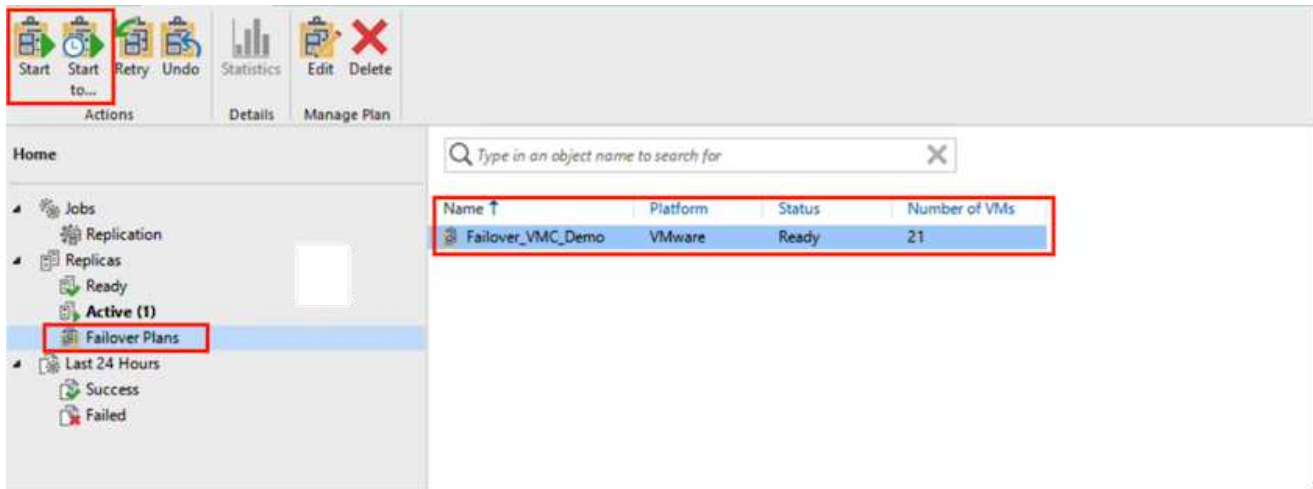 Start Start to... Retry Undo Statistics Edit Delete
Actions Details Manage Plan
Home
Type in an object name to search for
Jobs
Replication
Replicas
Ready
Active (1)
Failover Plans
Last 24 Hours
Success
Failed
Name ↑ Platform Status Number of VMs
Failover_VMC_Demo VMware Ready 21